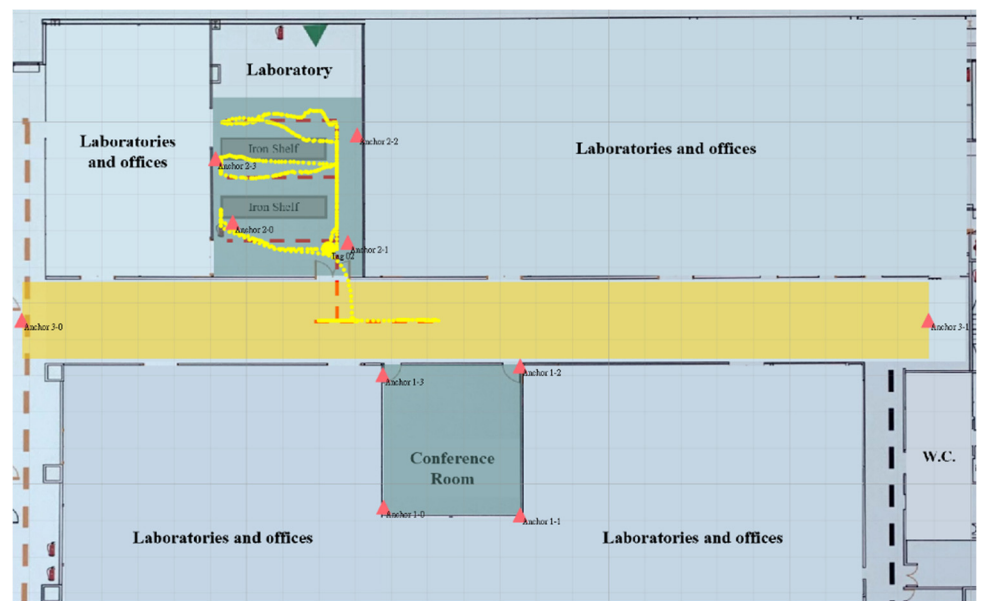 Laboratory
Laboratories
and offices
Laboratories and offices
Iron Shelf
Anchor 2-2
Anchor 2-3
Iron Shelf
Anchor 2-0
Anchor 2-1
Tag 02
Anchor 3-0
Anchor 3-1
Anchor 1-3
Anchor 1-2
Conference
Room
W.C.
Anchor 1-0
Anchor 1-1
Laboratories and offices
Laboratories and offices